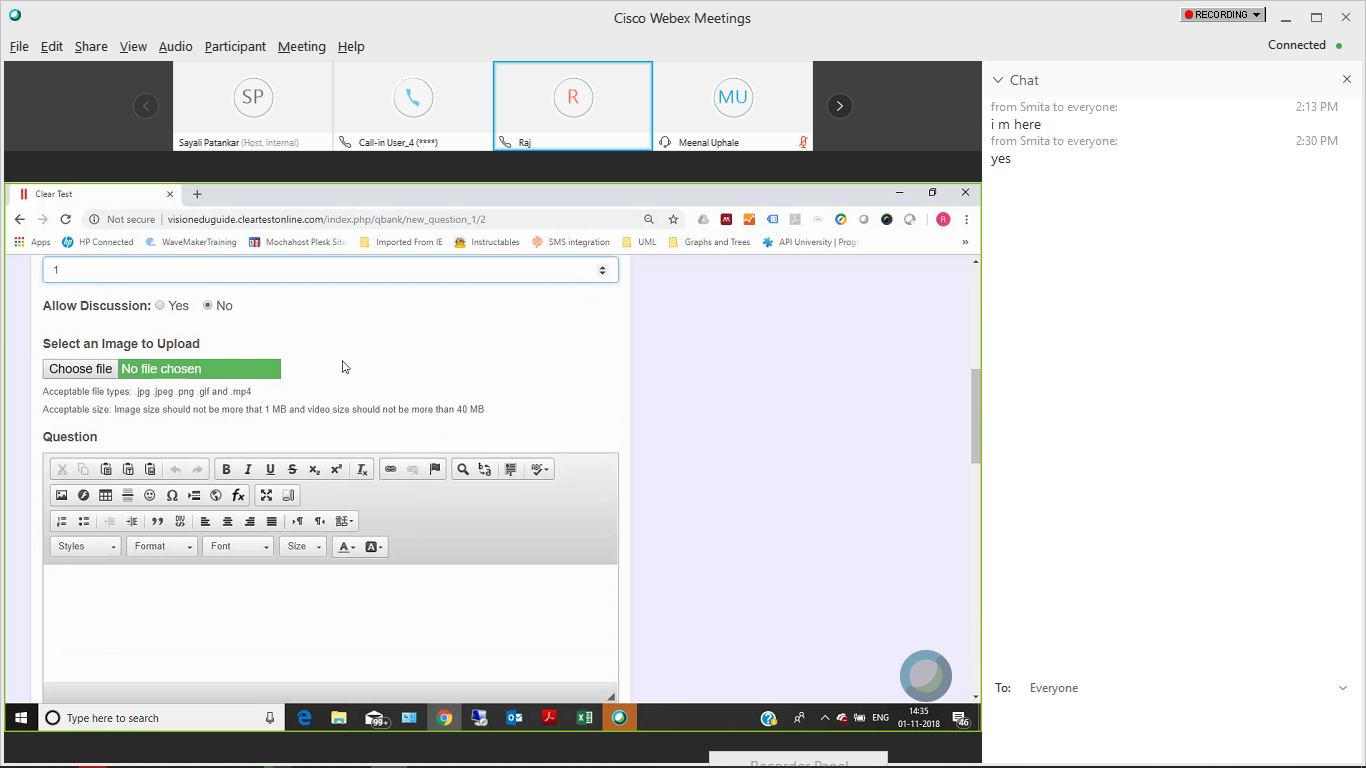 Cisco Webex Meetings
RECORDING
File Edit Share View Audio Participant Meeting Help
Connected
SP
R
MU
Sayali Patankar (Host, internal)
Call-in User_4 (****)
Raj
Meenal Uphale
Chat
from Smita to everyone: 2:13 PM
i m here
from Smita to everyone: 2:30 PM
yes
To: Everyone
Clear Test
Not secure | visioneduguide.cleartestonline.com/index.php/qbank/new_question_1/2
R
Apps HP Connected WaveMakerTraining Mochahost Plesk Site Imported From IE Instructables SMS integration UML Graphs and Trees API University | Prog
1
Allow Discussion: Yes No
Select an Image to Upload
Choose file No file chosen
Acceptable file types: .jpg .jpeg .png .gif and .mp4
Acceptable size: Image size should not be more that 1 MB and video size should not be more than 40 MB
Question
Styles Format Font Size
Type here to search
99+
ENG
14:35
01-11-2018
46
Recorder Panel